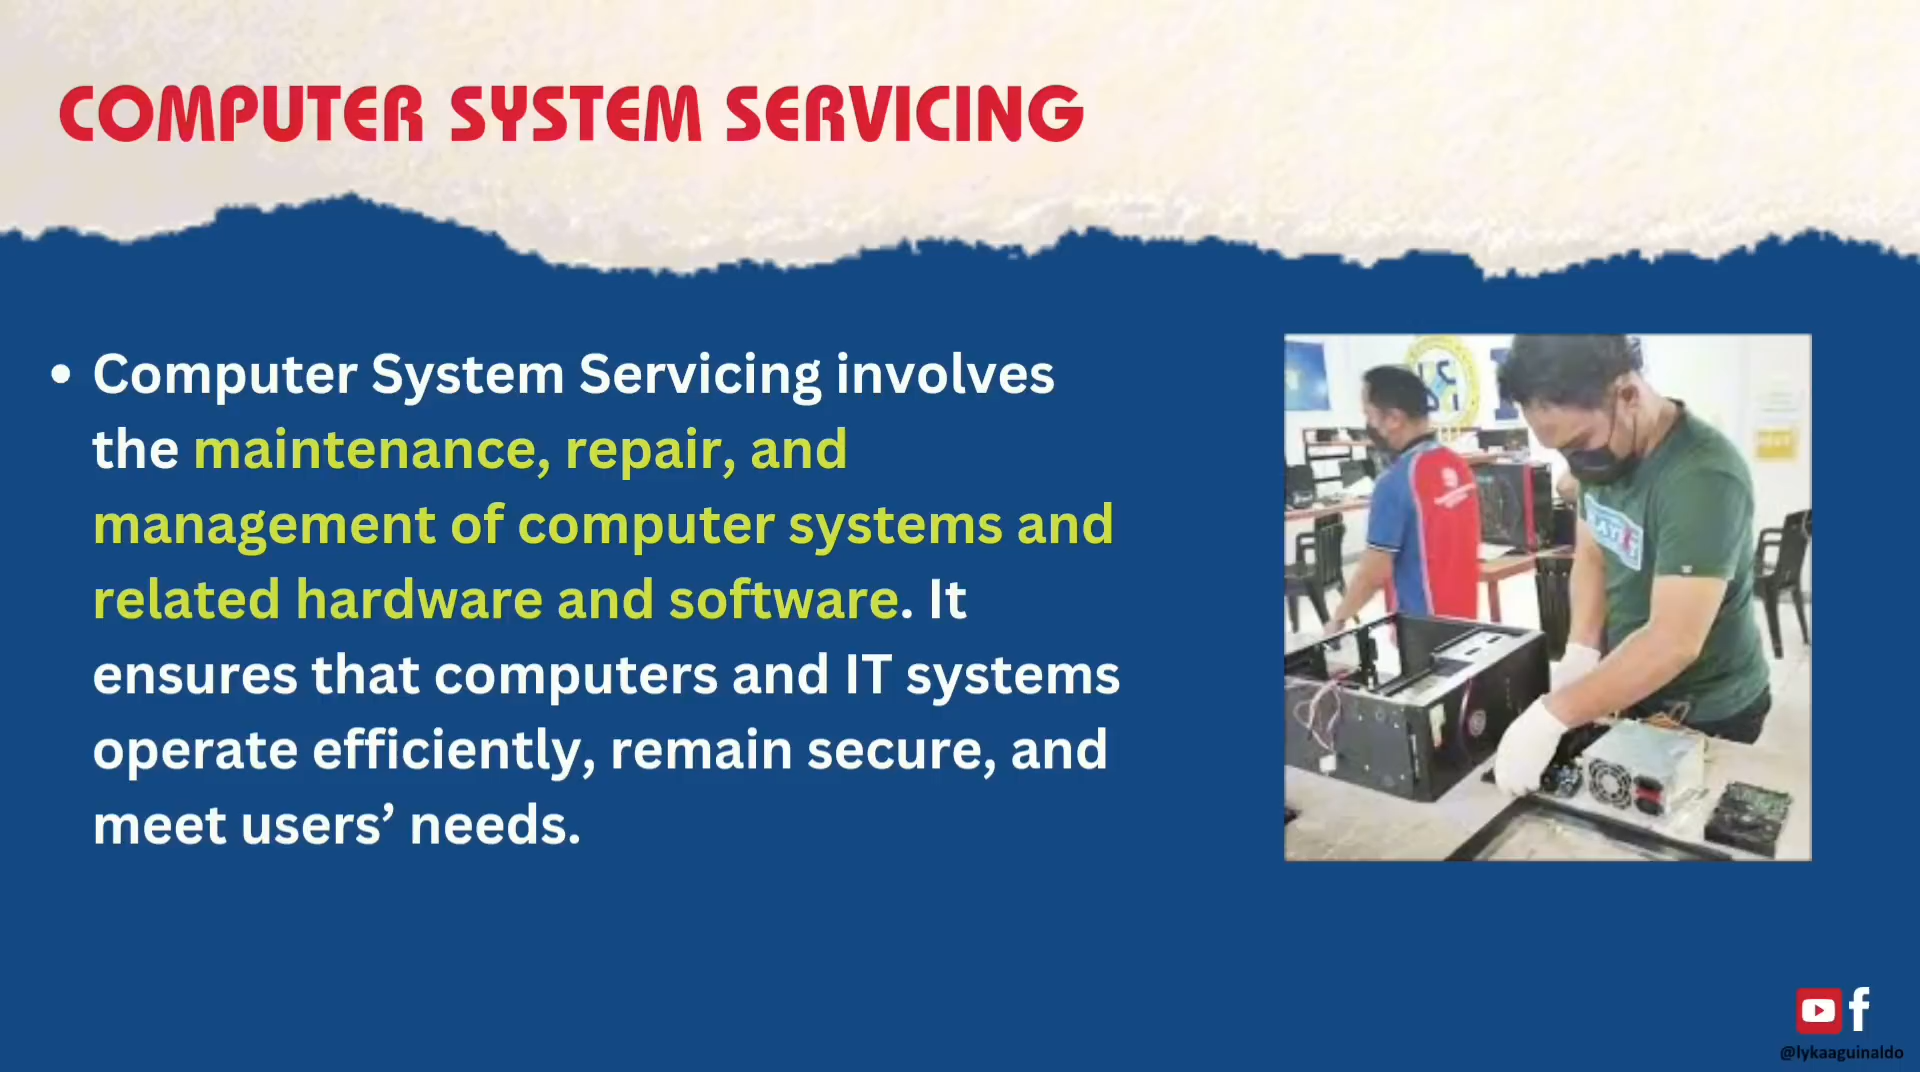 COMPUTER SYSTEM SERVICING
• Computer System Servicing involves
the maintenance, repair, and
management of computer systems and
related hardware and software. It
ensures that computers and IT systems
operate efficiently, remain secure, and
meet users’ needs.
@lykaaguinaldo